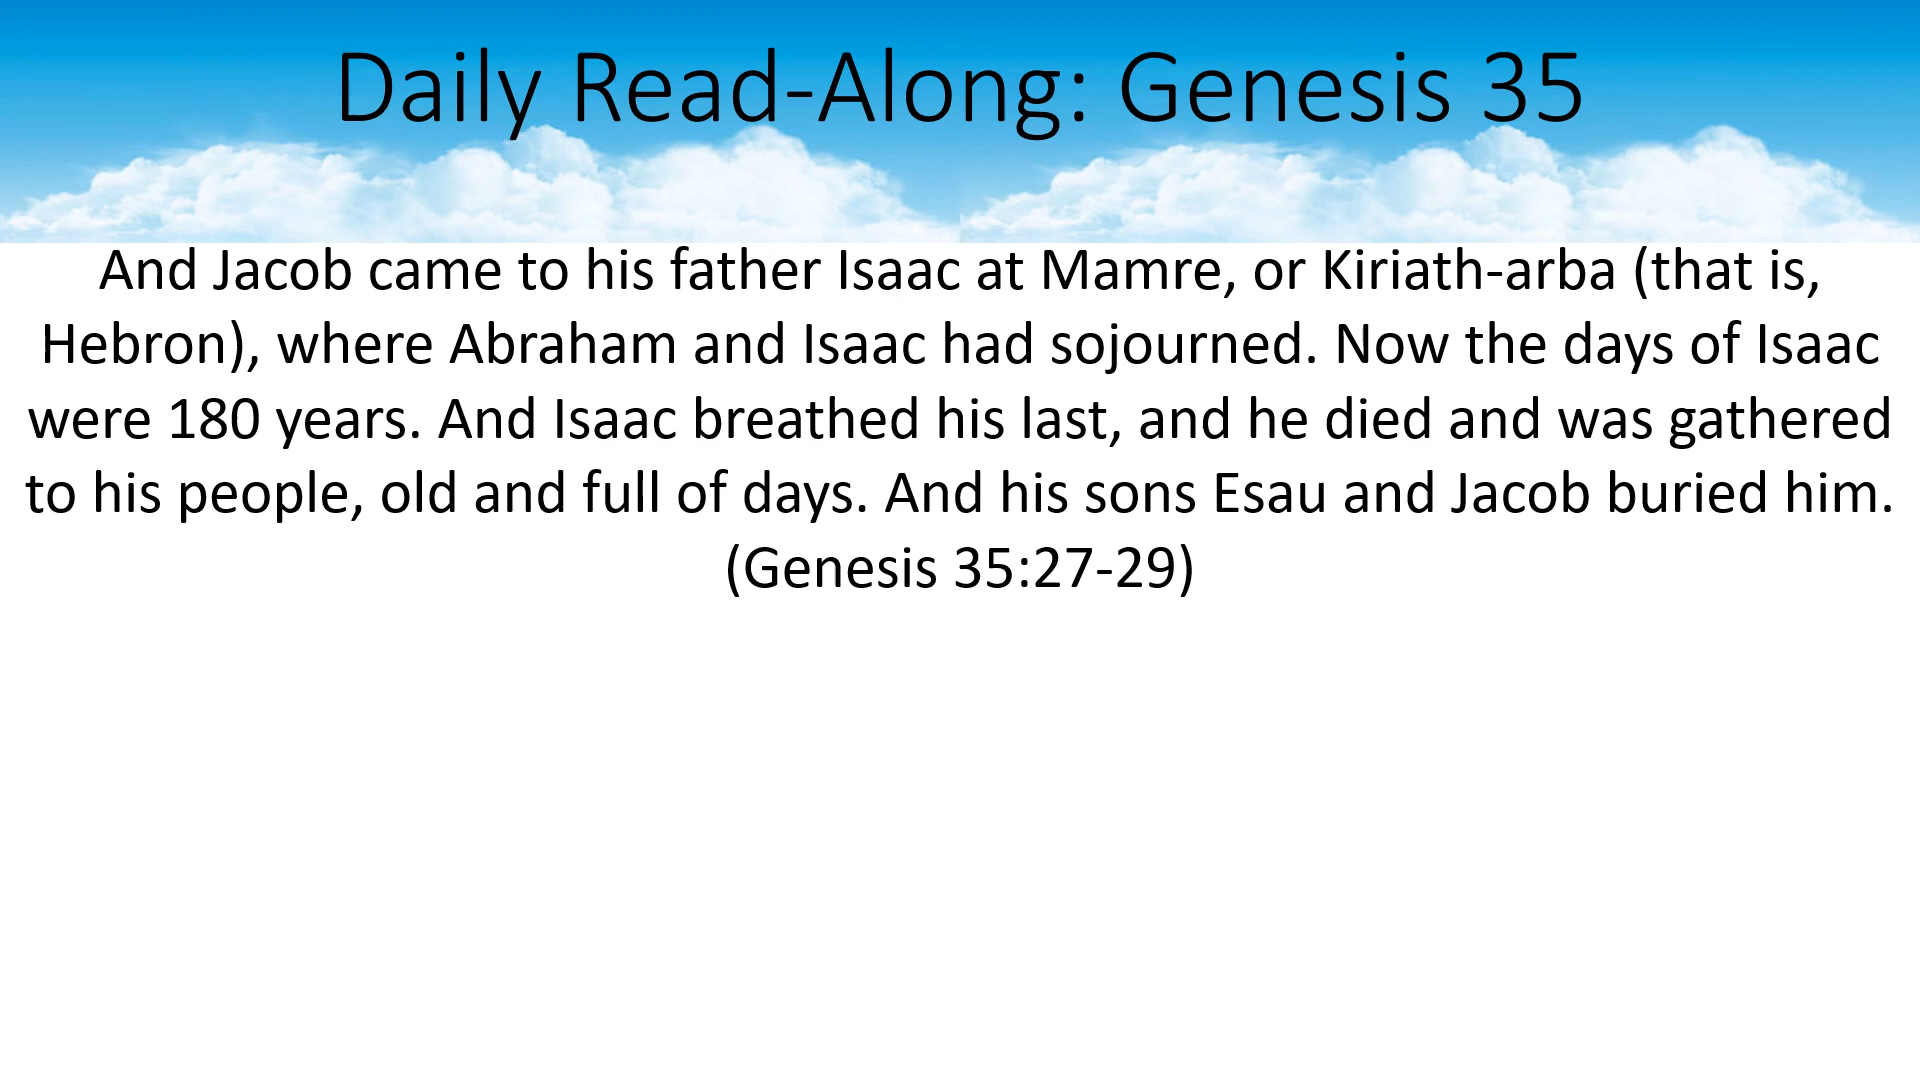 Daily Read-Along: Genesis 35
And Jacob came to his father Isaac at Mamre, or Kiriath-arba (that is,
Hebron), where Abraham and Isaac had sojourned. Now the days of Isaac
were 180 years. And Isaac breathed his last, and he died and was gathered
to his people, old and full of days. And his sons Esau and Jacob buried him.
(Genesis 35:27-29)